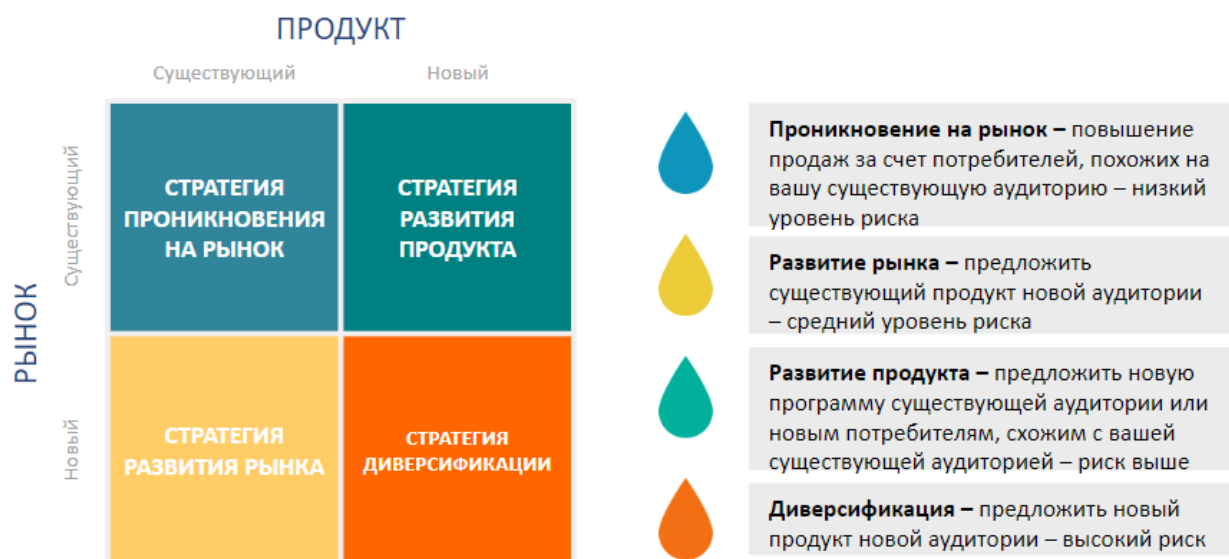 ПРОДУКТ
Существующий
Новый
РЫНОК
Существующий
Новый
СТРАТЕГИЯ
ПРОНИКНОВЕНИЯ
НА РЫНОК
СТРАТЕГИЯ
РАЗВИТИЯ
ПРОДУКТА
СТРАТЕГИЯ
РАЗВИТИЯ РЫНКА
СТРАТЕГИЯ
ДИВЕРСИФИКАЦИИ
Проникновение на рынок – повышение
продаж за счет потребителей, похожих на
вашу существующую аудиторию – низкий
уровень риска
Развитие рынка – предложить
существующий продукт новой аудитории
– средний уровень риска
Развитие продукта – предложить новую
программу существующей аудитории или
новым потребителям, схожим с вашей
существующей аудиторией – риск выше
Диверсификация – предложить новый
продукт новой аудитории – высокий риск